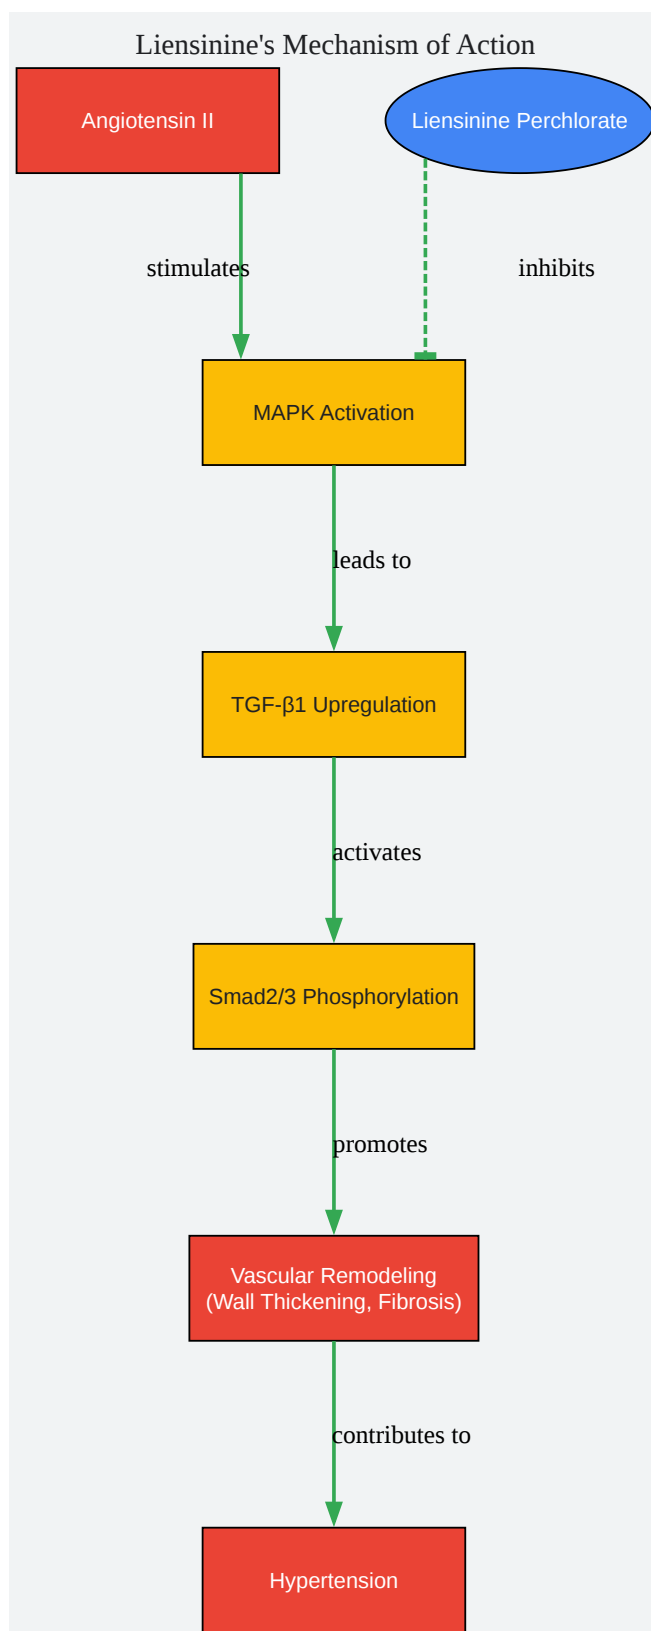 Liensinine's Mechanism of Action
Angiotensin II
Liensinine Perchlorate
stimulates
inhibits
MAPK Activation
leads to
TGF-β1 Upregulation
activates
Smad2/3 Phosphorylation
promotes
Vascular Remodeling
(Wall Thickening, Fibrosis)
contributes to
Hypertension